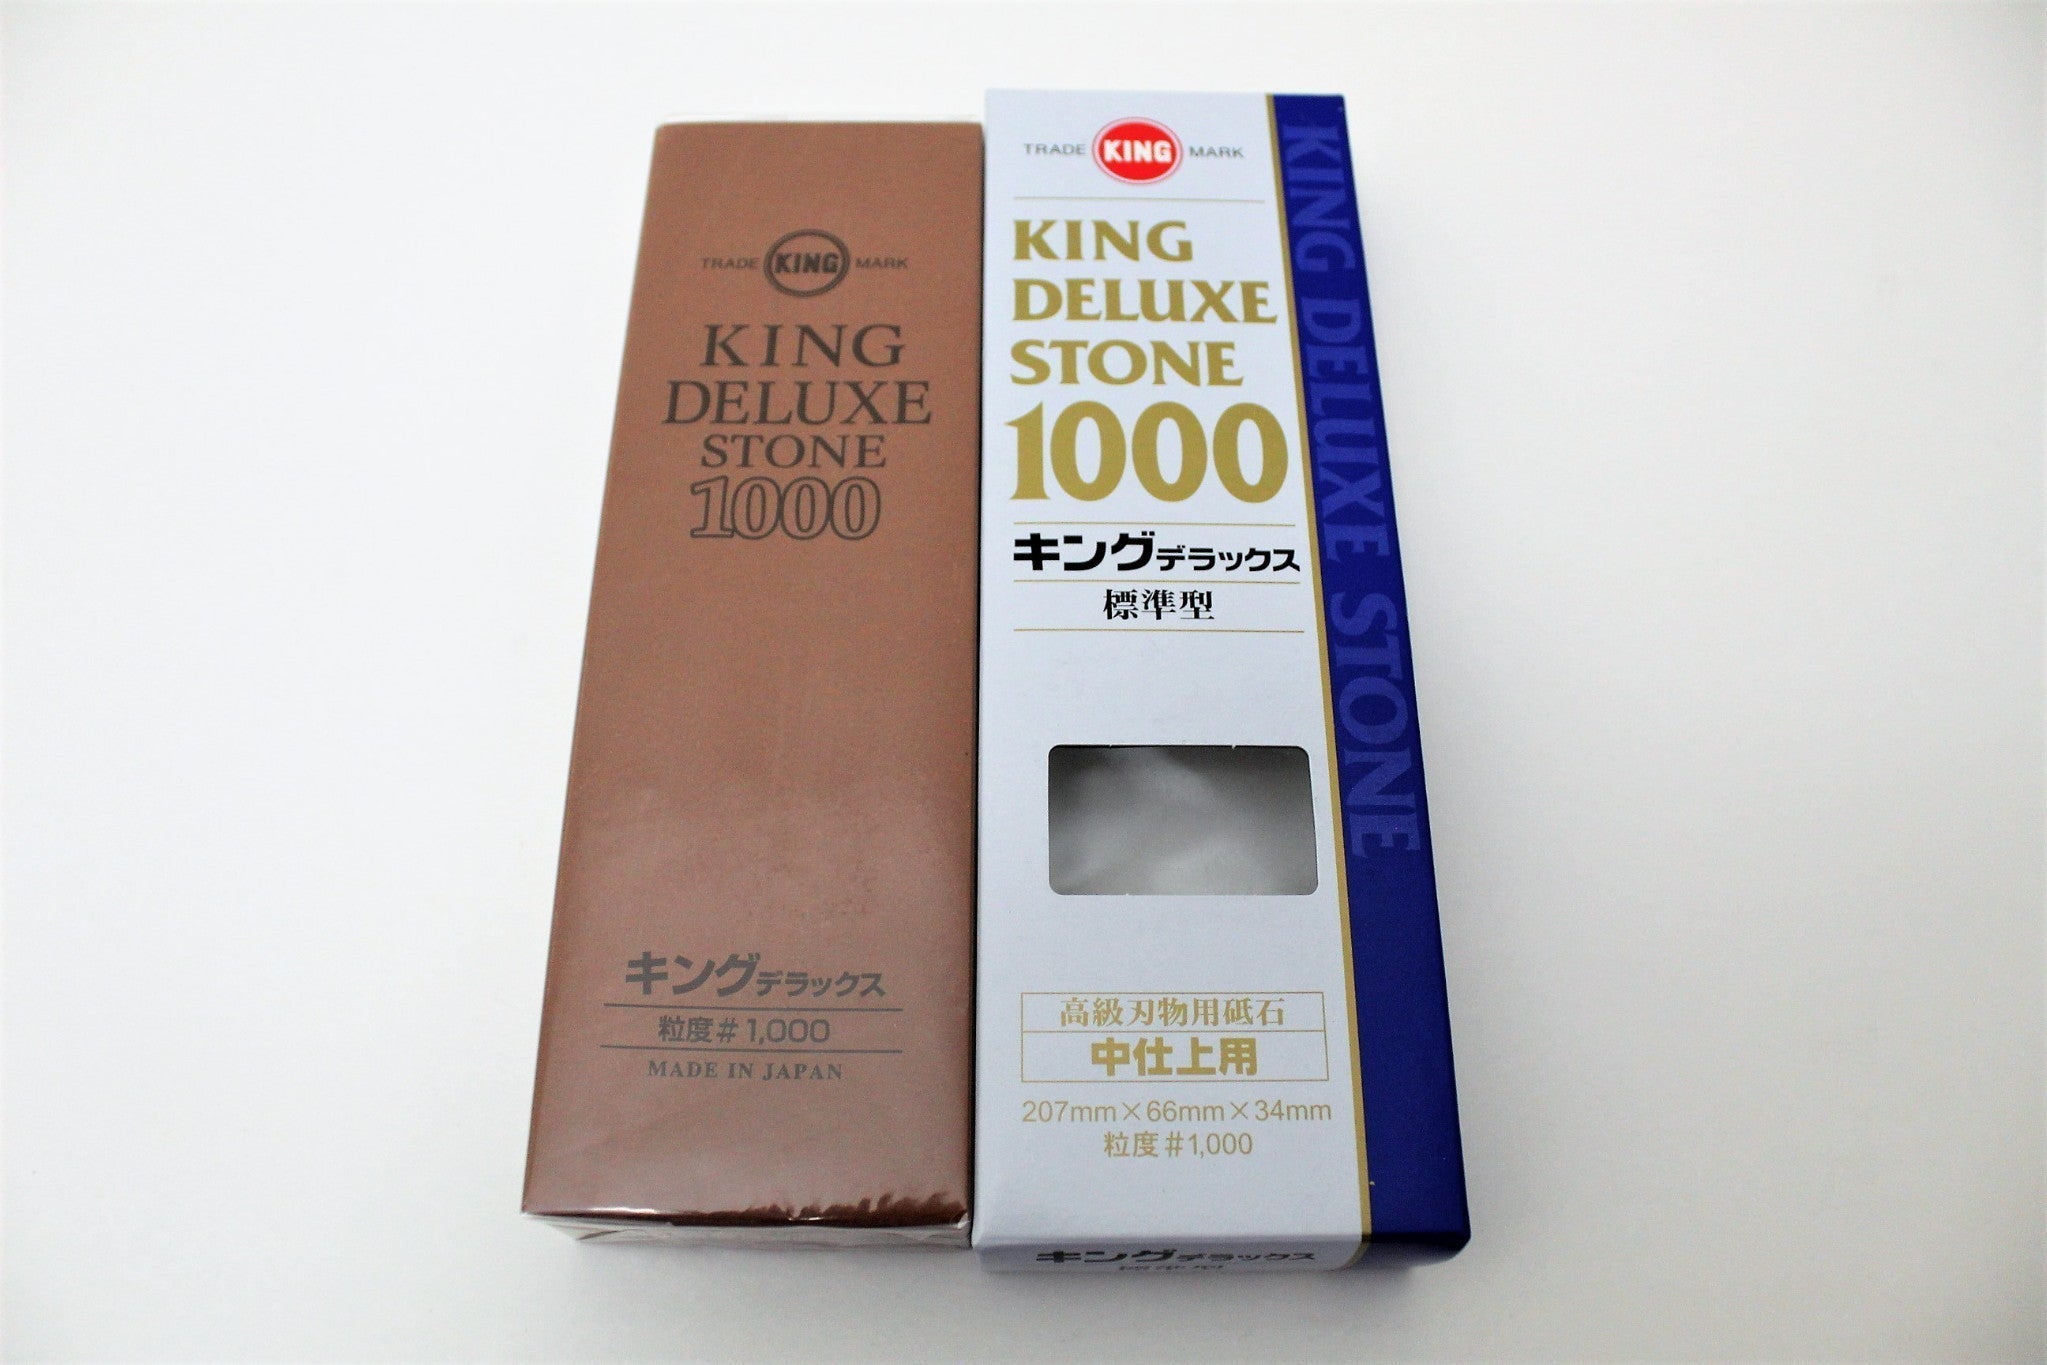 TRADE KING MARK
KING
DELUXE
STONE
1000
キングデラックス
粒度#1,000
MADE IN JAPAN
TRADE KING MARK
KING
DELUXE
STONE
1000
キングデラックス
標準型
高級刃物用砥石
中仕上用
207mm×66mm×34mm
粒度#1,000
キングデラックス
標準型
KING DELUXE STONE